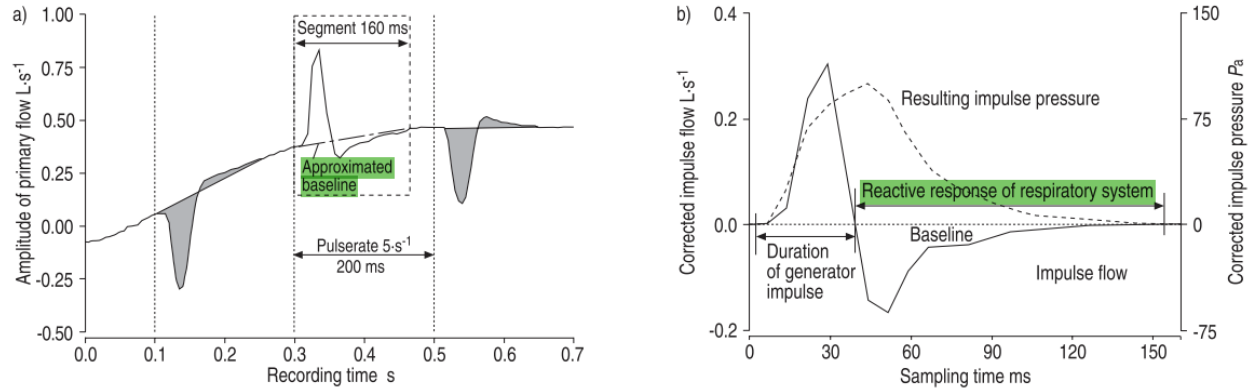 a)
1.00
0.75
0.50
0.25
0.00
-0.25
-0.50
Amplitude of primary flow L·s⁻¹
Segment 160 ms
Approximated
baseline
Pulserate 5·s⁻¹
200 ms
0.0 0.1 0.2 0.3 0.4 0.5 0.6 0.7
Recording time s
b)
0.4
0.2
0.0
-0.2
Corrected impulse flow L·s⁻¹
150
75
0
-75
Corrected impulse pressure Pa
Resulting impulse pressure
Reactive response of respiratory system
Baseline
Duration
of generator
impulse
Impulse flow
0 30 60 90 120 150
Sampling time ms